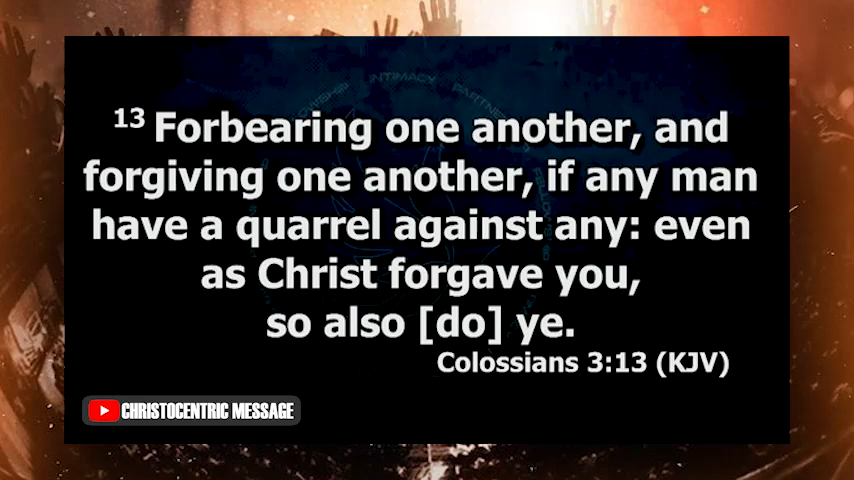 13 Forbearing one another, and
forgiving one another, if any man
have a quarrel against any: even
as Christ forgave you,
so also [do] ye.
Colossians 3:13 (KJV)
CHRISTOCENTRIC MESSAGE
INTIMACY